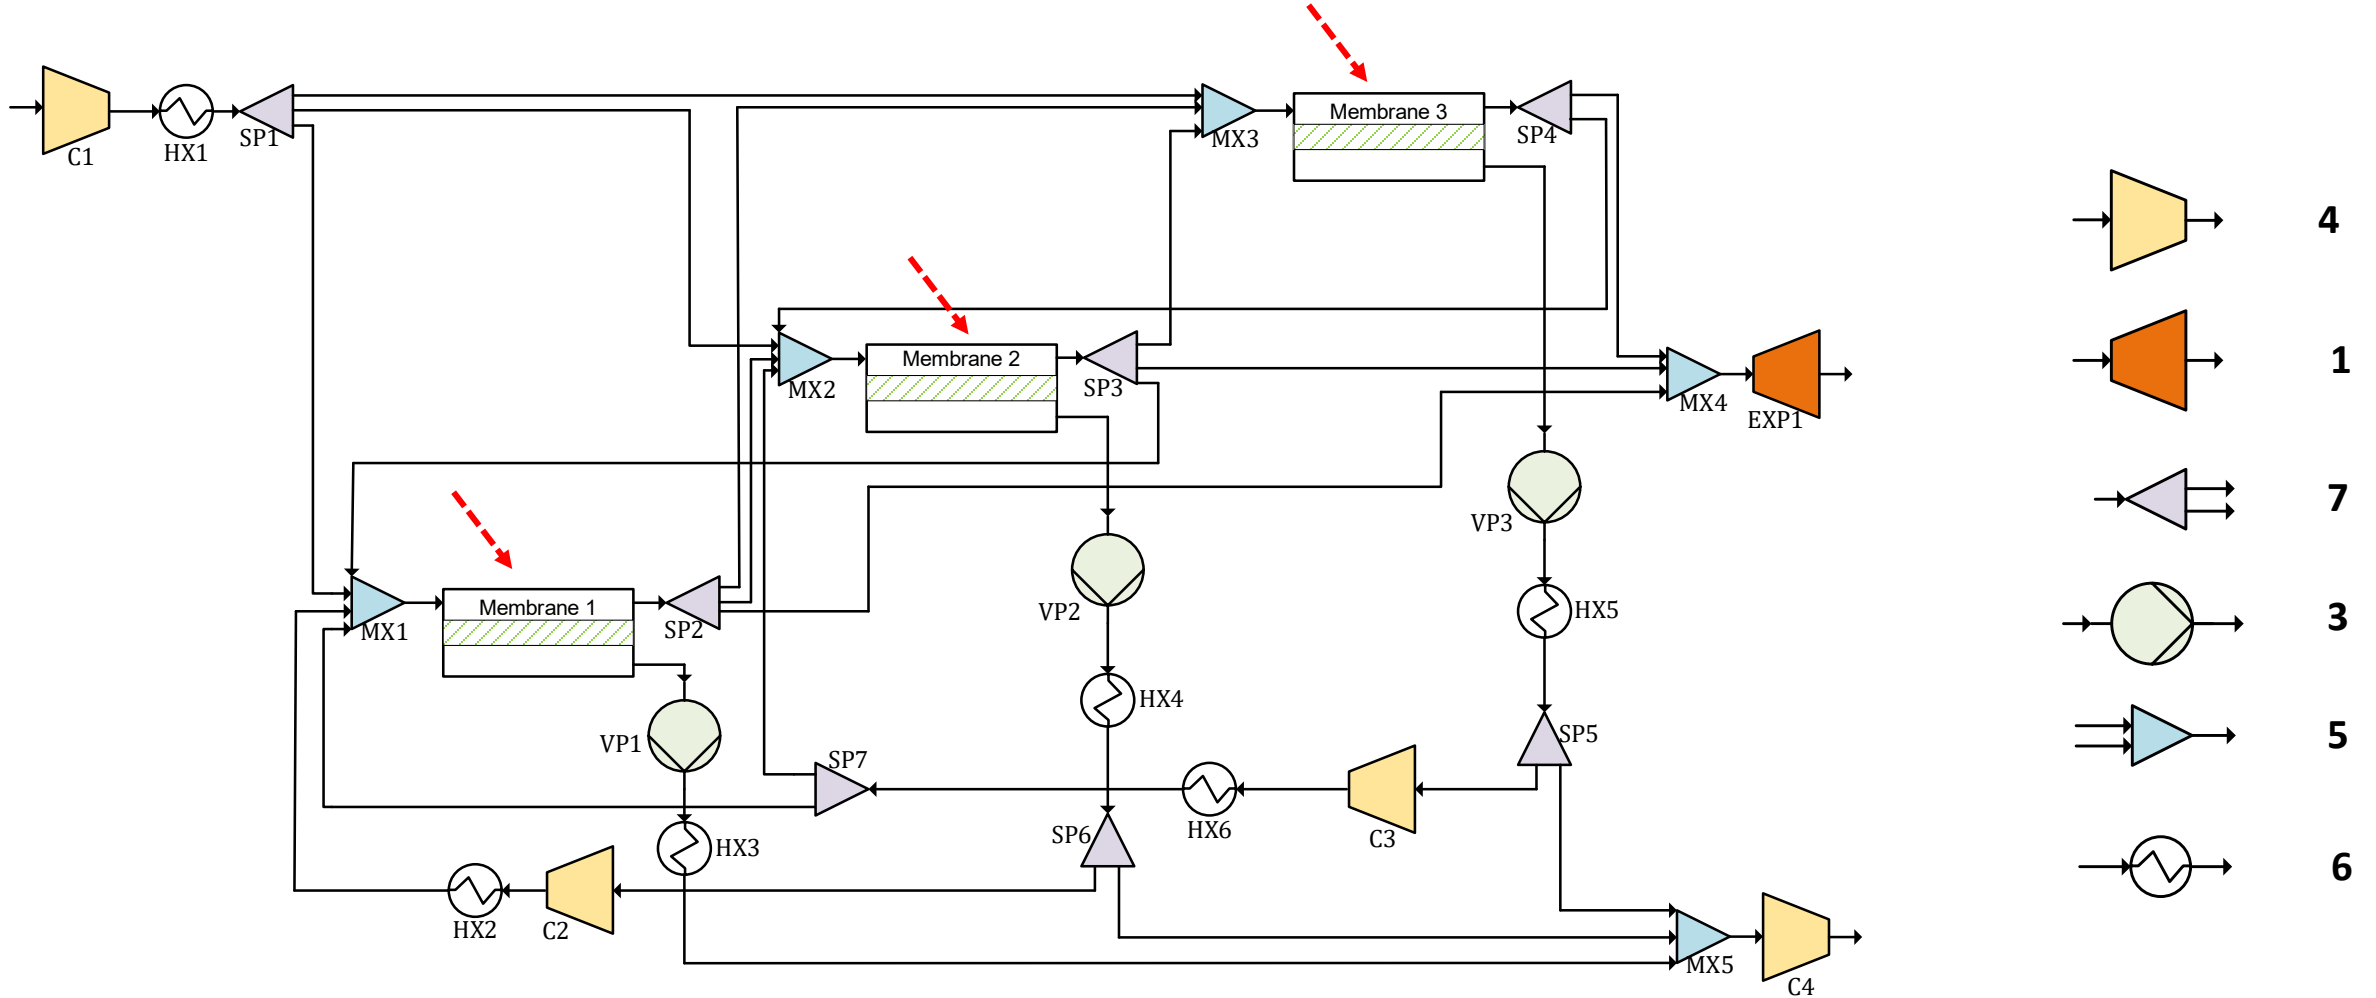 C1
HX1
SP1
MX3
Membrane 3
SP4
4
MX2
Membrane 2
SP3
MX4
EXP1
1
7
MX1
Membrane 1
SP2
VP2
VP3
HX5
3
VP1
HX4
SP7
SP5
5
HX3
SP6
HX6
C3
6
HX2
C2
MX5
C4